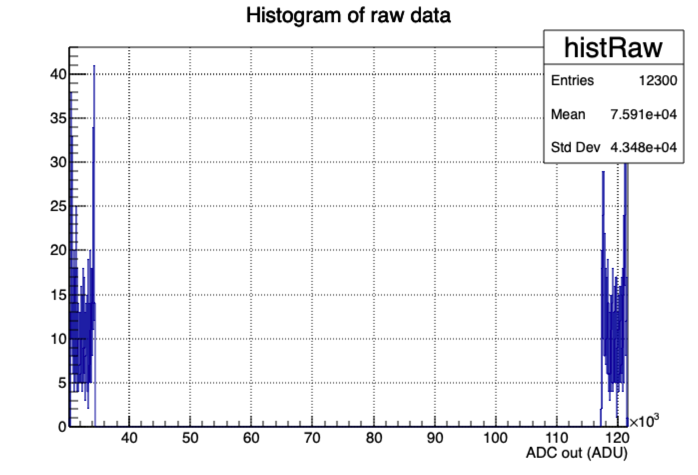 Histogram of raw data
histRaw
Entries 12300
Mean 7.591e+04
Std Dev 4.348e+04
40
35
30
25
20
15
10
5
0
40 50 60 70 80 90 100 110 120 ×10³
ADC out (ADU)